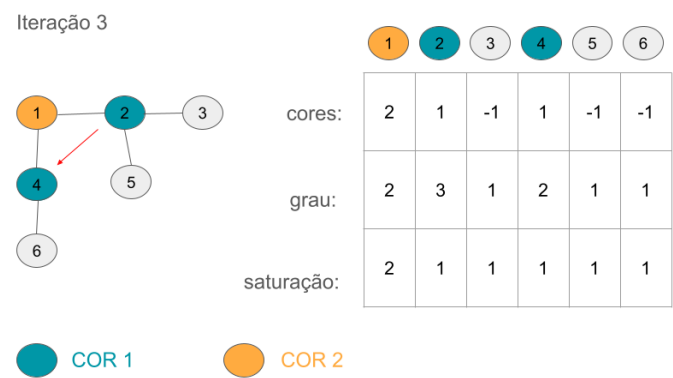 Iteração 3
1 2 3 4 5 6
1 2 3
4 5
6
cores: 2 1 -1 1 -1 -1
grau: 2 3 1 2 1 1
saturação: 2 1 1 1 1 1
COR 1 COR 2